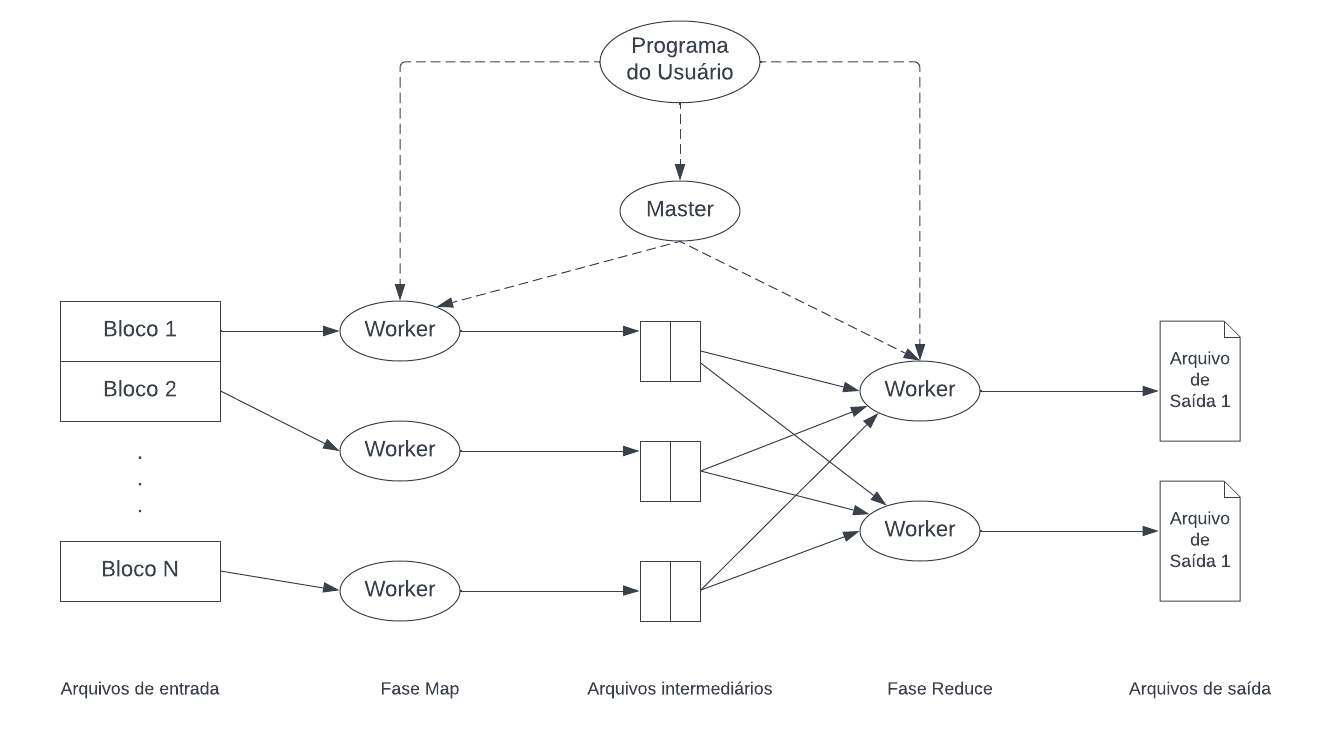 Programa
do Usuário
Master
Bloco 1
Bloco 2
.
.
.
Bloco N
Worker
Worker
Worker
Worker
Worker
Arquivo
de
Saída 1
Arquivo
de
Saída 1
Arquivos de entrada
Fase Map
Arquivos intermediários
Fase Reduce
Arquivos de saída